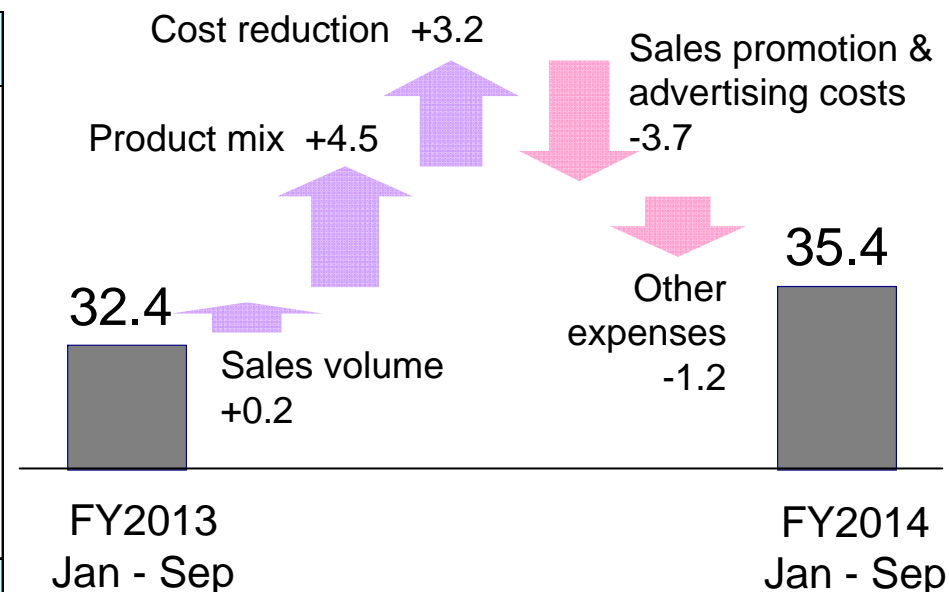 Cost reduction +3.2
Sales promotion &
advertising costs
-3.7
Product mix +4.5
35.4
Other
expenses
-1.2
32.4
Sales volume
+0.2
FY2013
Jan - Sep
FY2014
Jan - Sep